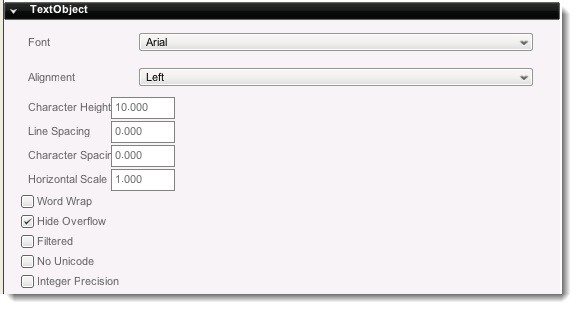 TextObject
Font Arial
Alignment Left
Character Height 10.000
Line Spacing 0.000
Character Spacin 0.000
Horizontal Scale 1.000
Word Wrap
Hide Overflow
Filtered
No Unicode
Integer Precision